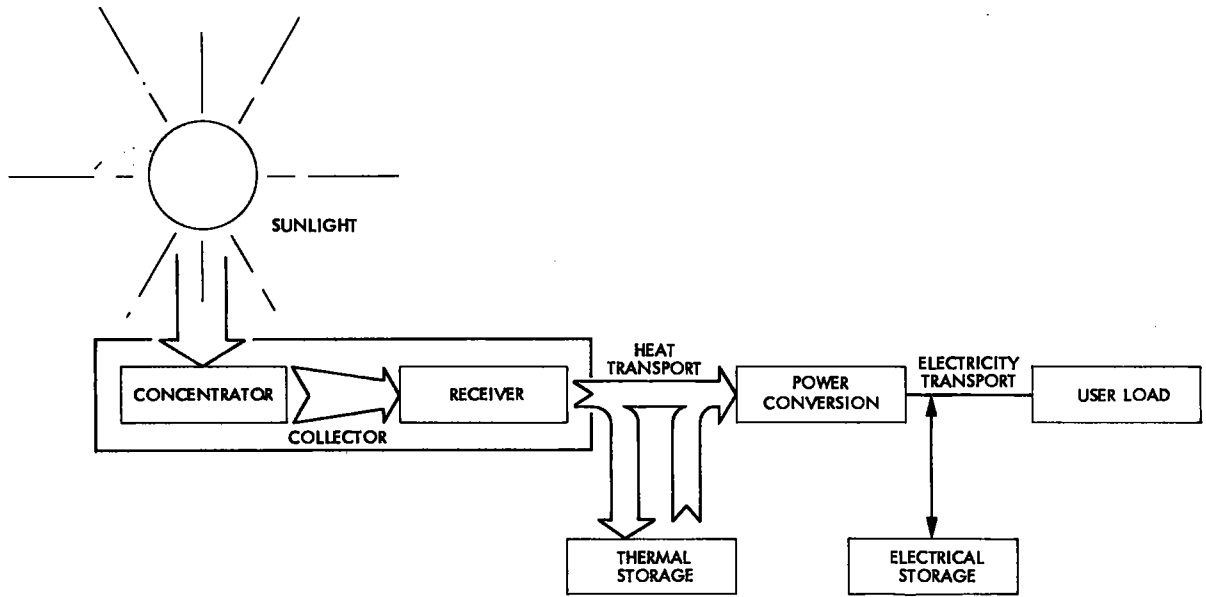 SUNLIGHT
HEAT
TRANSPORT
ELECTRICITY
TRANSPORT
CONCENTRATOR
RECEIVER
POWER
CONVERSION
USER LOAD
COLLECTOR
THERMAL
STORAGE
ELECTRICAL
STORAGE